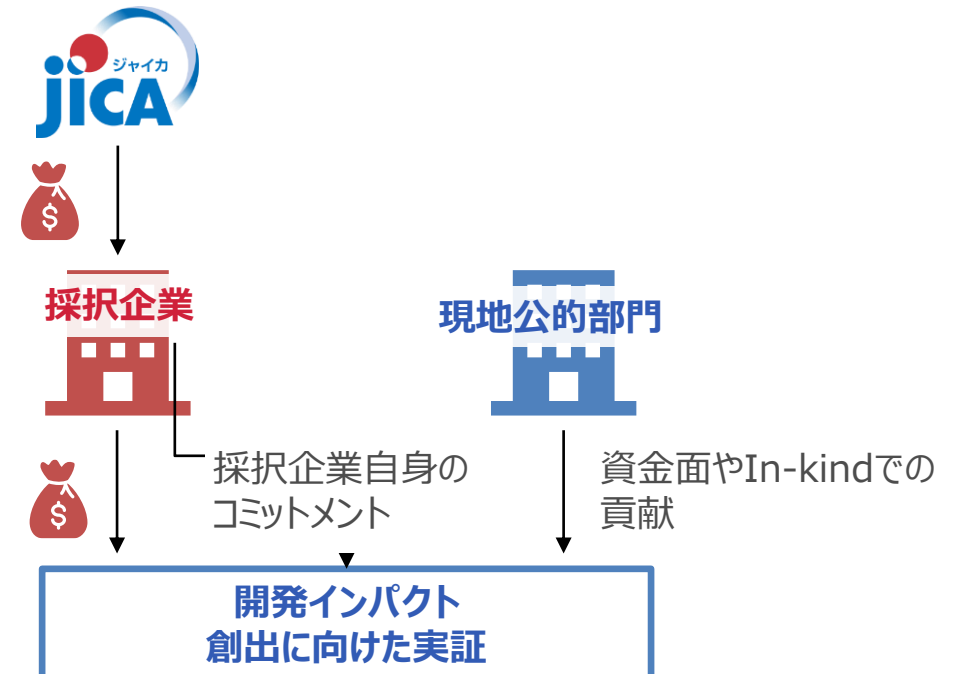 ジャイカ
jICA
$
採択企業
現地公的部門
採択企業自身の
コミットメント
資金面やIn-kindでの
貢献
$
開発インパクト
創出に向けた実証